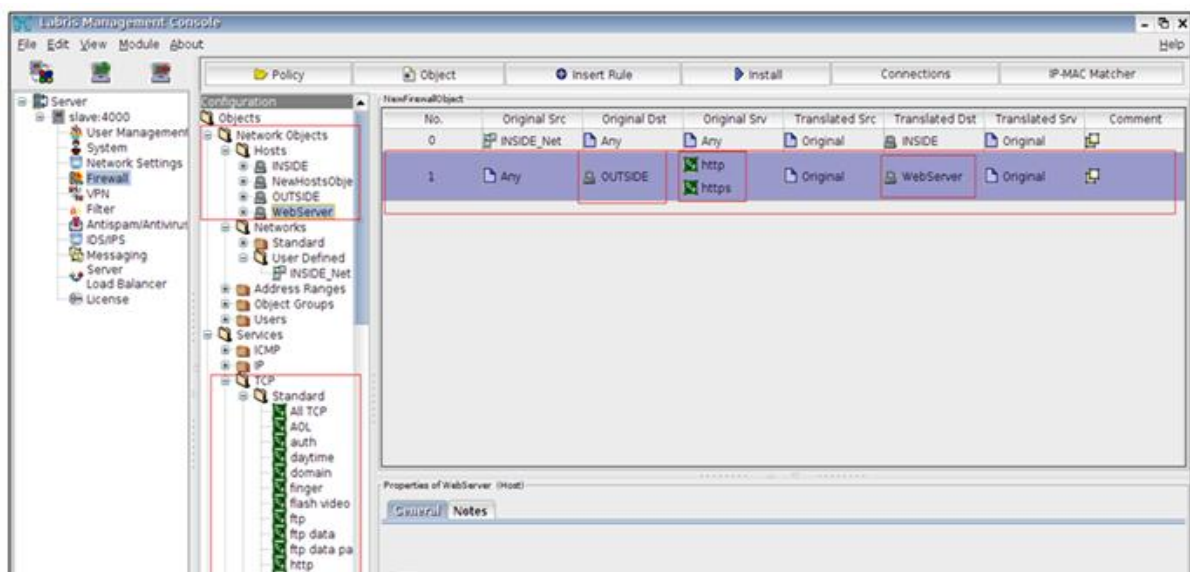 Labris Management Console
File Edit View Module About Help
Policy Object Insert Rule Install Connections IP-MAC Matcher
Server
slave:4000
User Management
System
Network Settings
Firewall
VPN
Filter
Antispam/Antivirus
IDS/IPS
Messaging
Server
Load Balancer
License
Configuration
Objects
Network Objects
Hosts
INSIDE
NewHostsObje
OUTSIDE
WebServer
Networks
Standard
User Defined
INSIDE_Net
Address Ranges
Object Groups
Users
Services
ICMP
IP
TCP
Standard
All TCP
AOL
auth
daytime
domain
finger
flash video
ftp
ftp data
ftp data pa
http
NewFirewallObject
No. Original Src Original Dst Original Srv Translated Src Translated Dst Translated Srv Comment
0 INSIDE_Net Any Any Original INSIDE Original
1 Any OUTSIDE http https Original WebServer Original
Properties of WebServer (Host)
General Notes